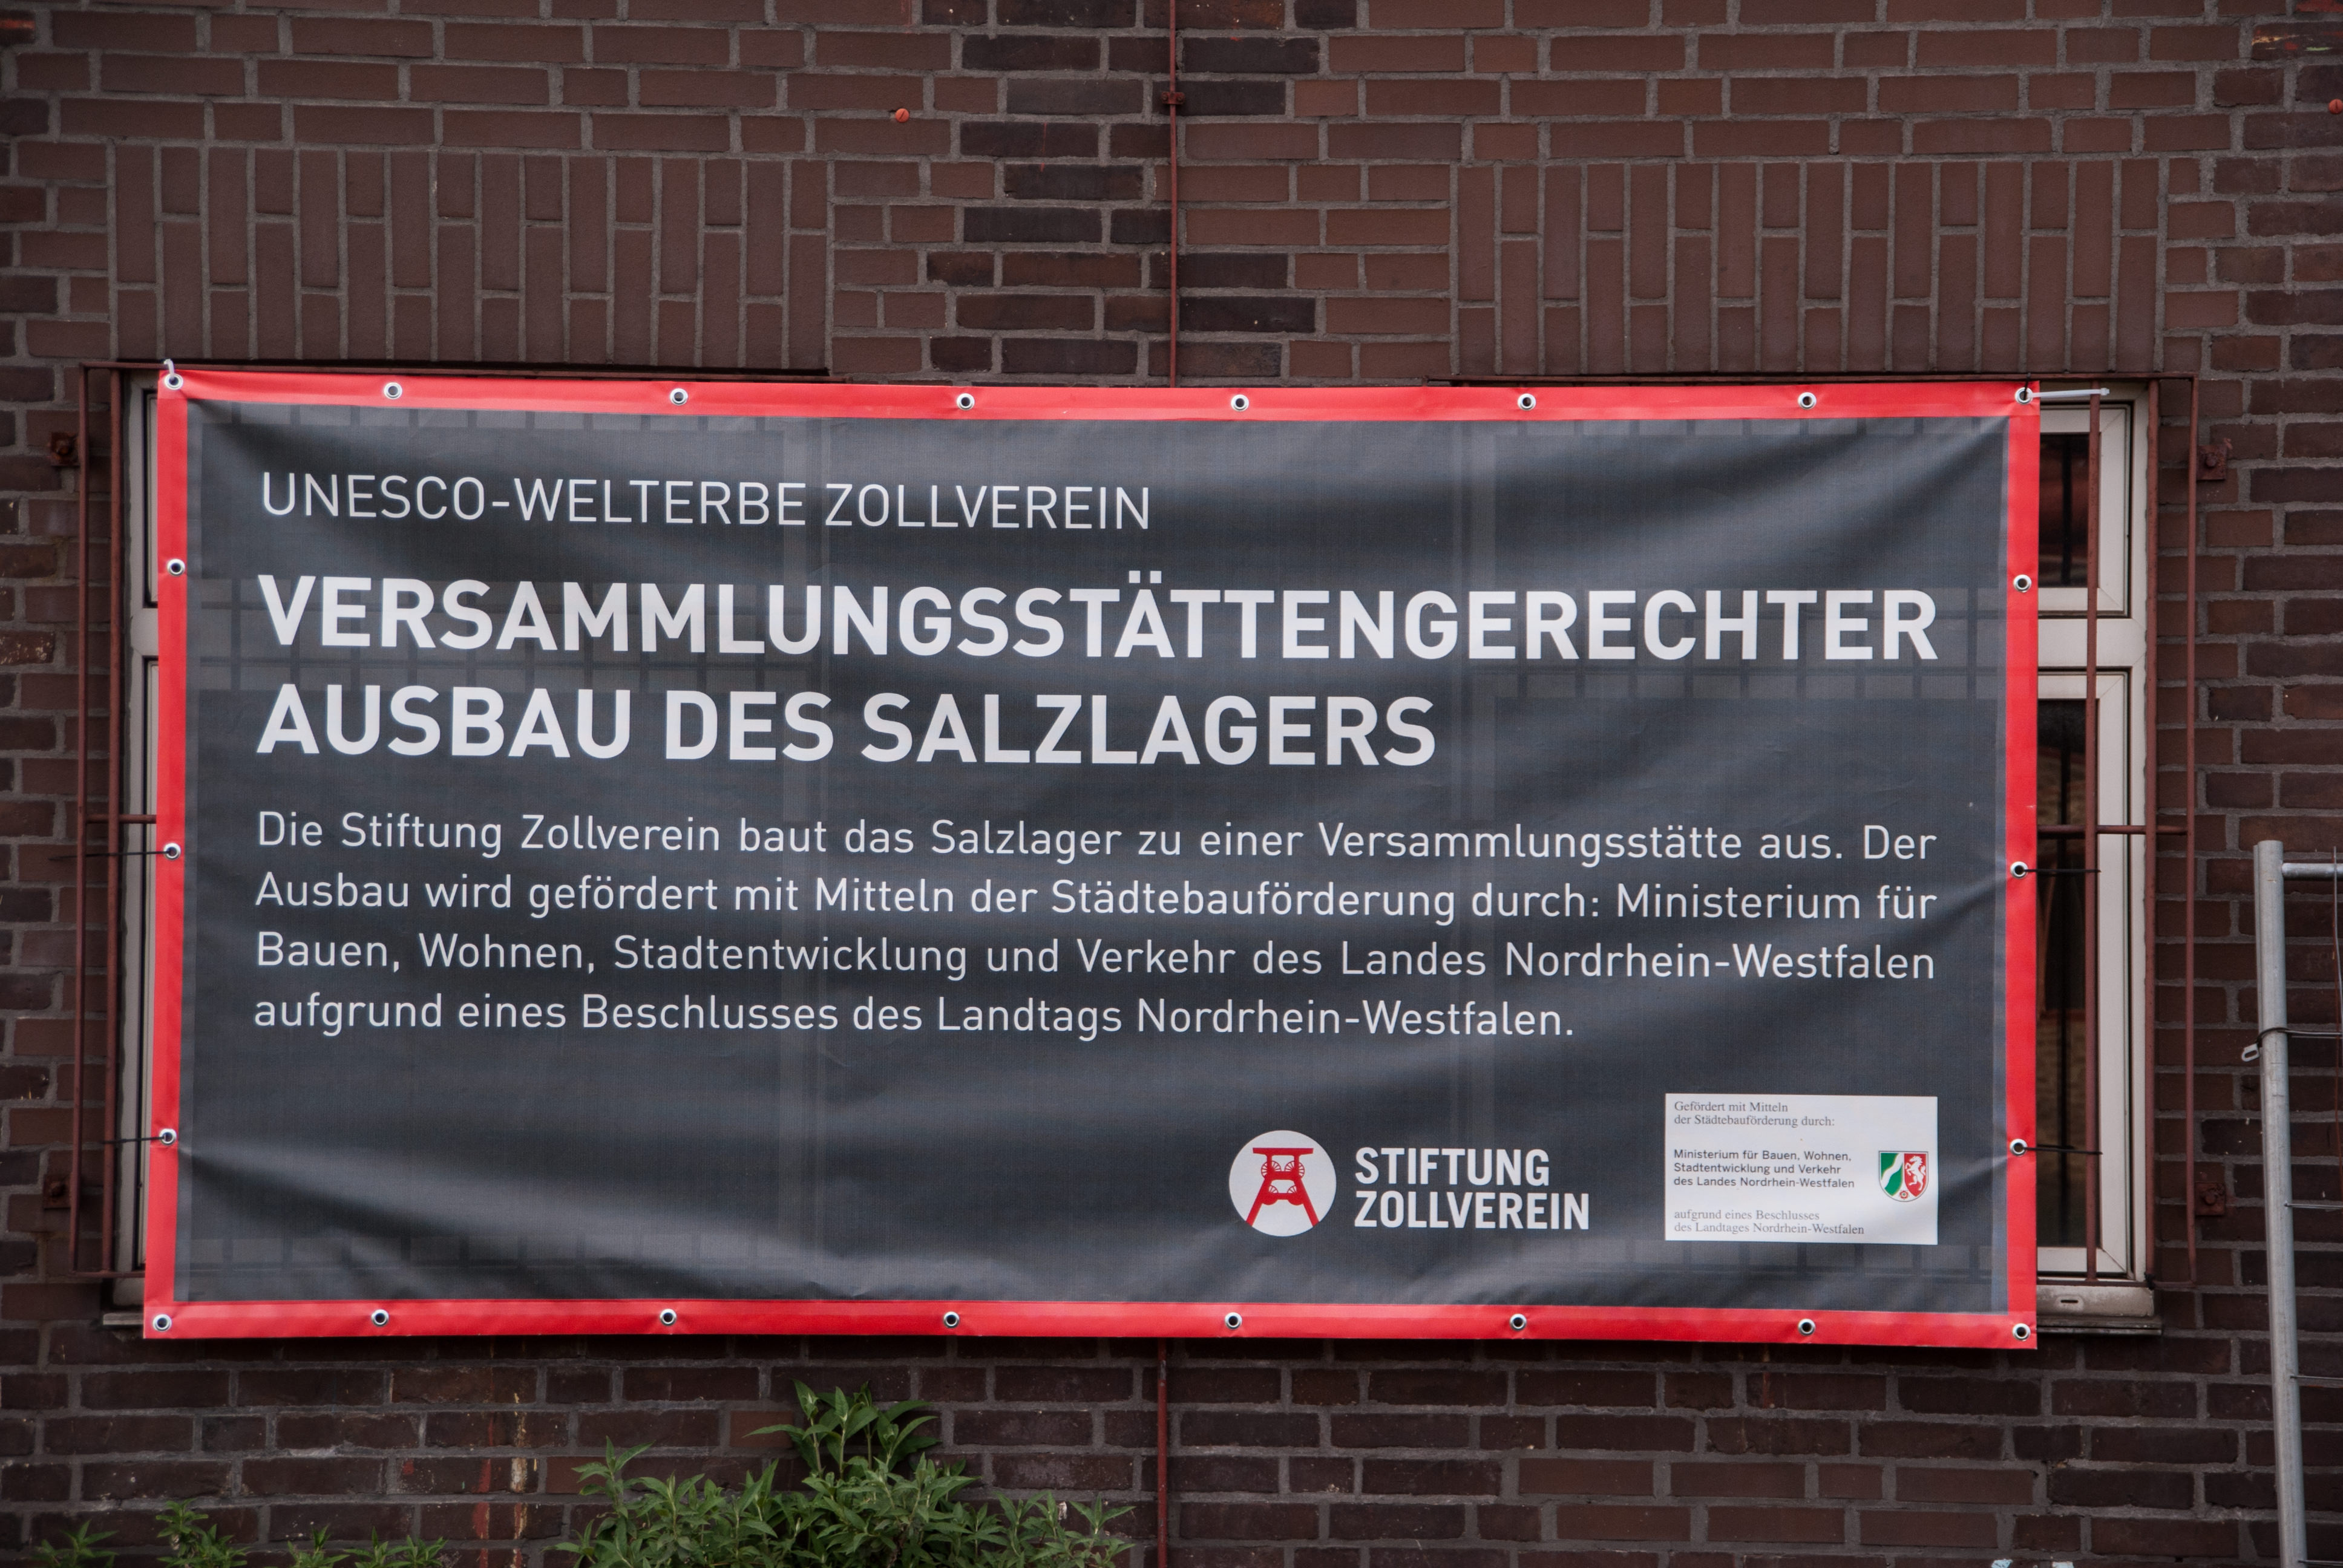 UNESCO-WELTERBE ZOLLVEREIN
VERSAMMLUNGSSTÄTTENGERECHTER
AUSBAU DES SALZLAGERS
Die Stiftung Zollverein baut das Salzlager zu einer Versammlungsstätte aus. Der
Ausbau wird gefördert mit Mitteln der Städtebauförderung durch: Ministerium für
Bauen, Wohnen, Stadtentwicklung und Verkehr des Landes Nordrhein-Westfalen
aufgrund eines Beschlusses des Landtags Nordrhein-Westfalen.
STIFTUNG
ZOLLVEREIN
Gefördert mit Mitteln
der Städtebauförderung durch:
Ministerium für Bauen, Wohnen,
Stadtentwicklung und Verkehr
des Landes Nordrhein-Westfalen
aufgrund eines Beschlusses
des Landtages Nordrhein-Westfalen